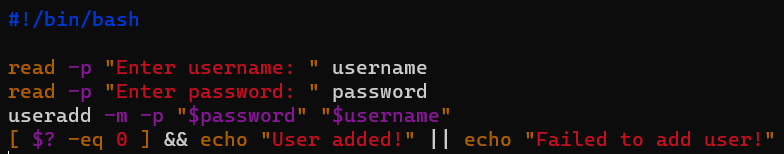 #!/bin/bash
read -p "Enter username: " username
read -p "Enter password: " password
useradd -m -p "$password" "$username"
[ $? -eq 0 ] && echo "User added!" || echo "Failed to add user!"